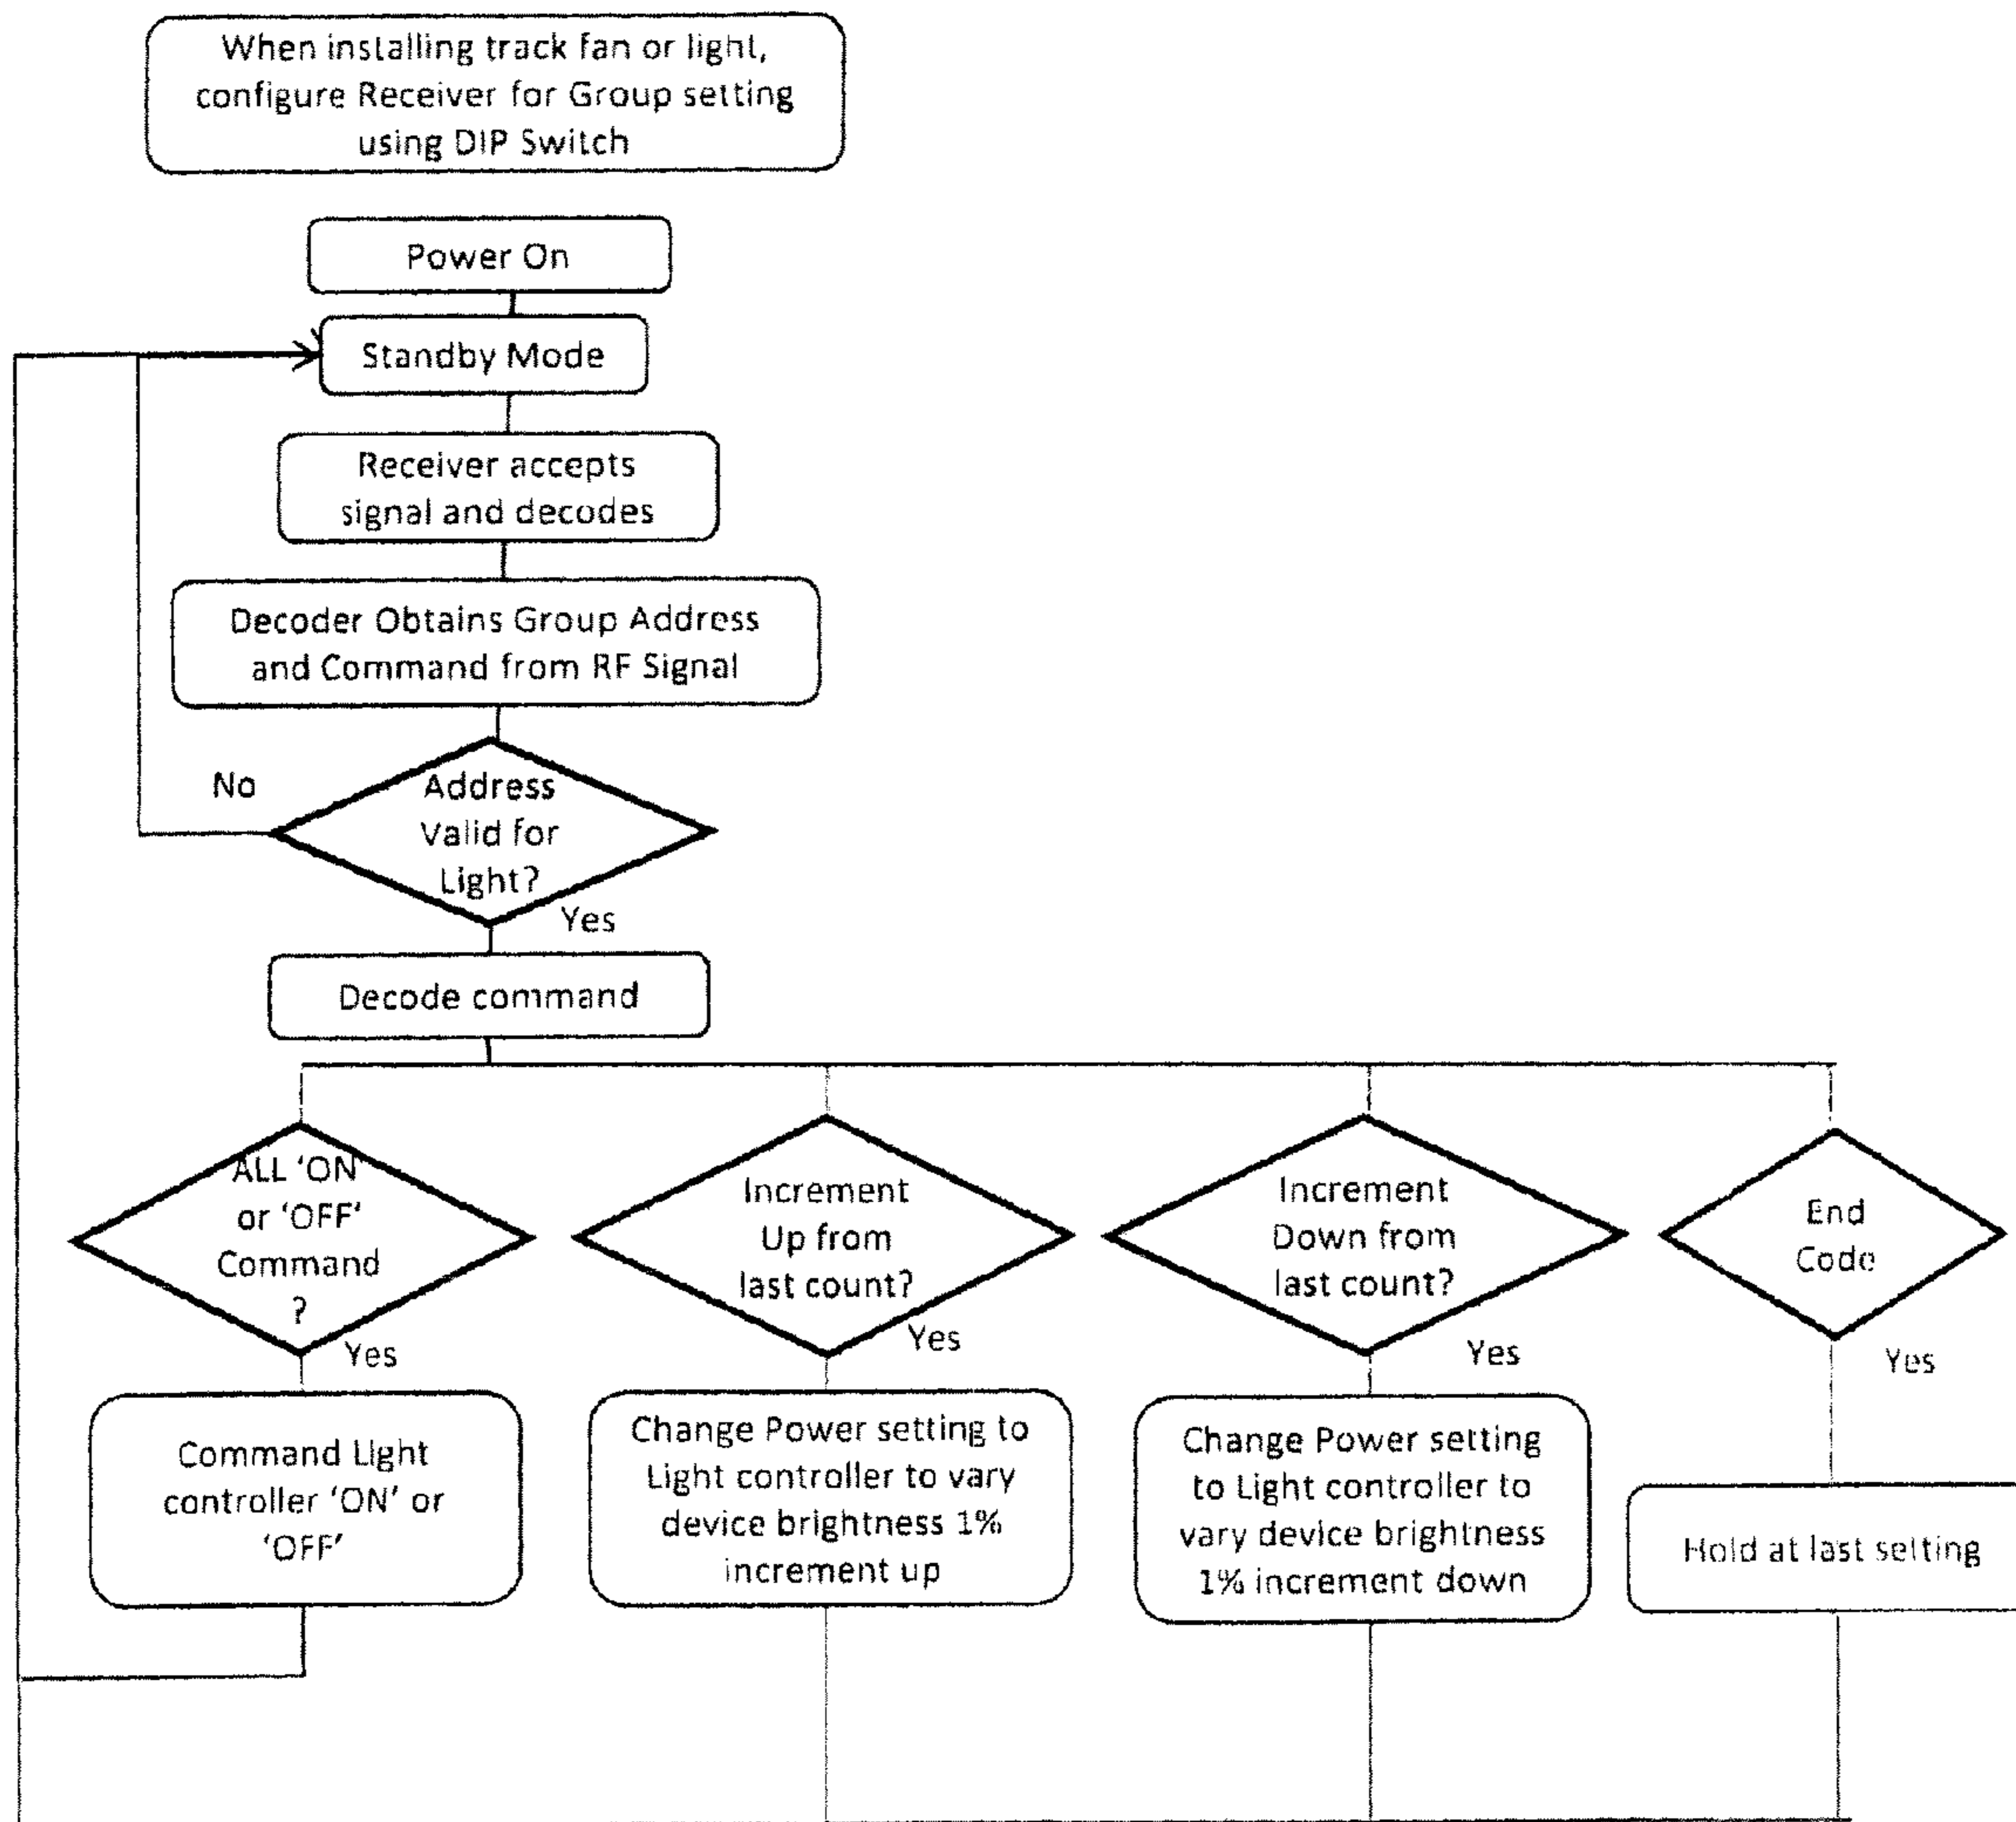 When installing track fan or light,
configure Receiver for Group setting
using DIP Switch
Power On
Standby Mode
Receiver accepts
signal and decodes
Decoder Obtains Group Address
and Command from RF Signal
No
Address
Valid for
Light?
Yes
Decode command
ALL ‘ON’
or ‘OFF’
Command
?
Yes
Increment
Up from
last count?
Yes
Increment
Down from
last count?
Yes
End
Code
Yes
Command Light
controller ‘ON’ or
‘OFF’
Change Power setting to
Light controller to vary
device brightness 1%
increment up
Change Power setting
to Light controller to
vary device brightness
1% increment down
Hold at last setting